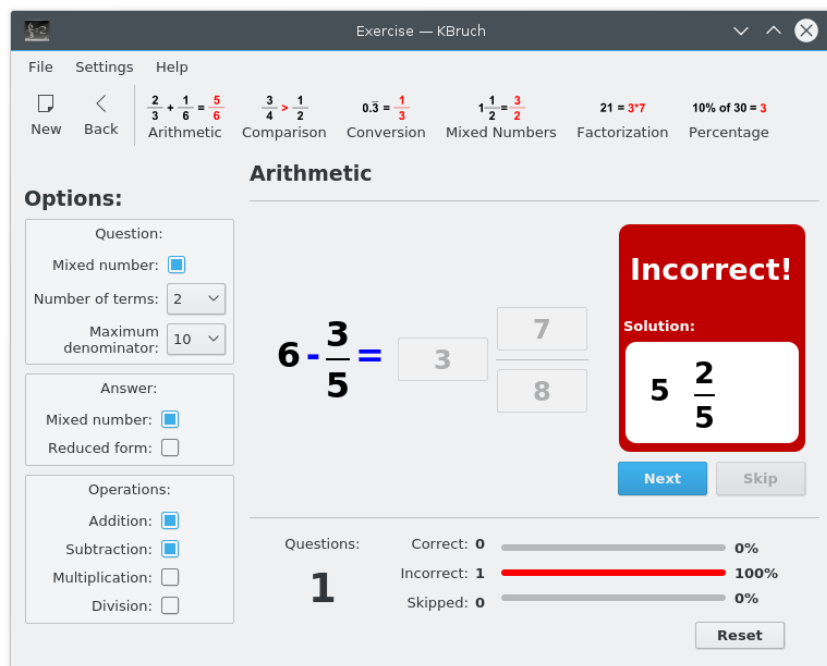 Exercise — KBruch
File Settings Help
2/3 + 1/6 = 5/6
3/4 > 1/2
0.3̅ = 1/3
1 1/2 = 3/2
21 = 3*7
10% of 30 = 3
New Back Arithmetic Comparison Conversion Mixed Numbers Factorization Percentage
Options:
Question:
Mixed number:
Number of terms: 2
Maximum
denominator: 10
Answer:
Mixed number:
Reduced form:
Operations:
Addition:
Subtraction:
Multiplication:
Division:
Arithmetic
6 - 3/5 = 3 7/8
Incorrect!
Solution:
5 2/5
Next Skip
Questions:
1
Correct: 0 0%
Incorrect: 1 100%
Skipped: 0 0%
Reset